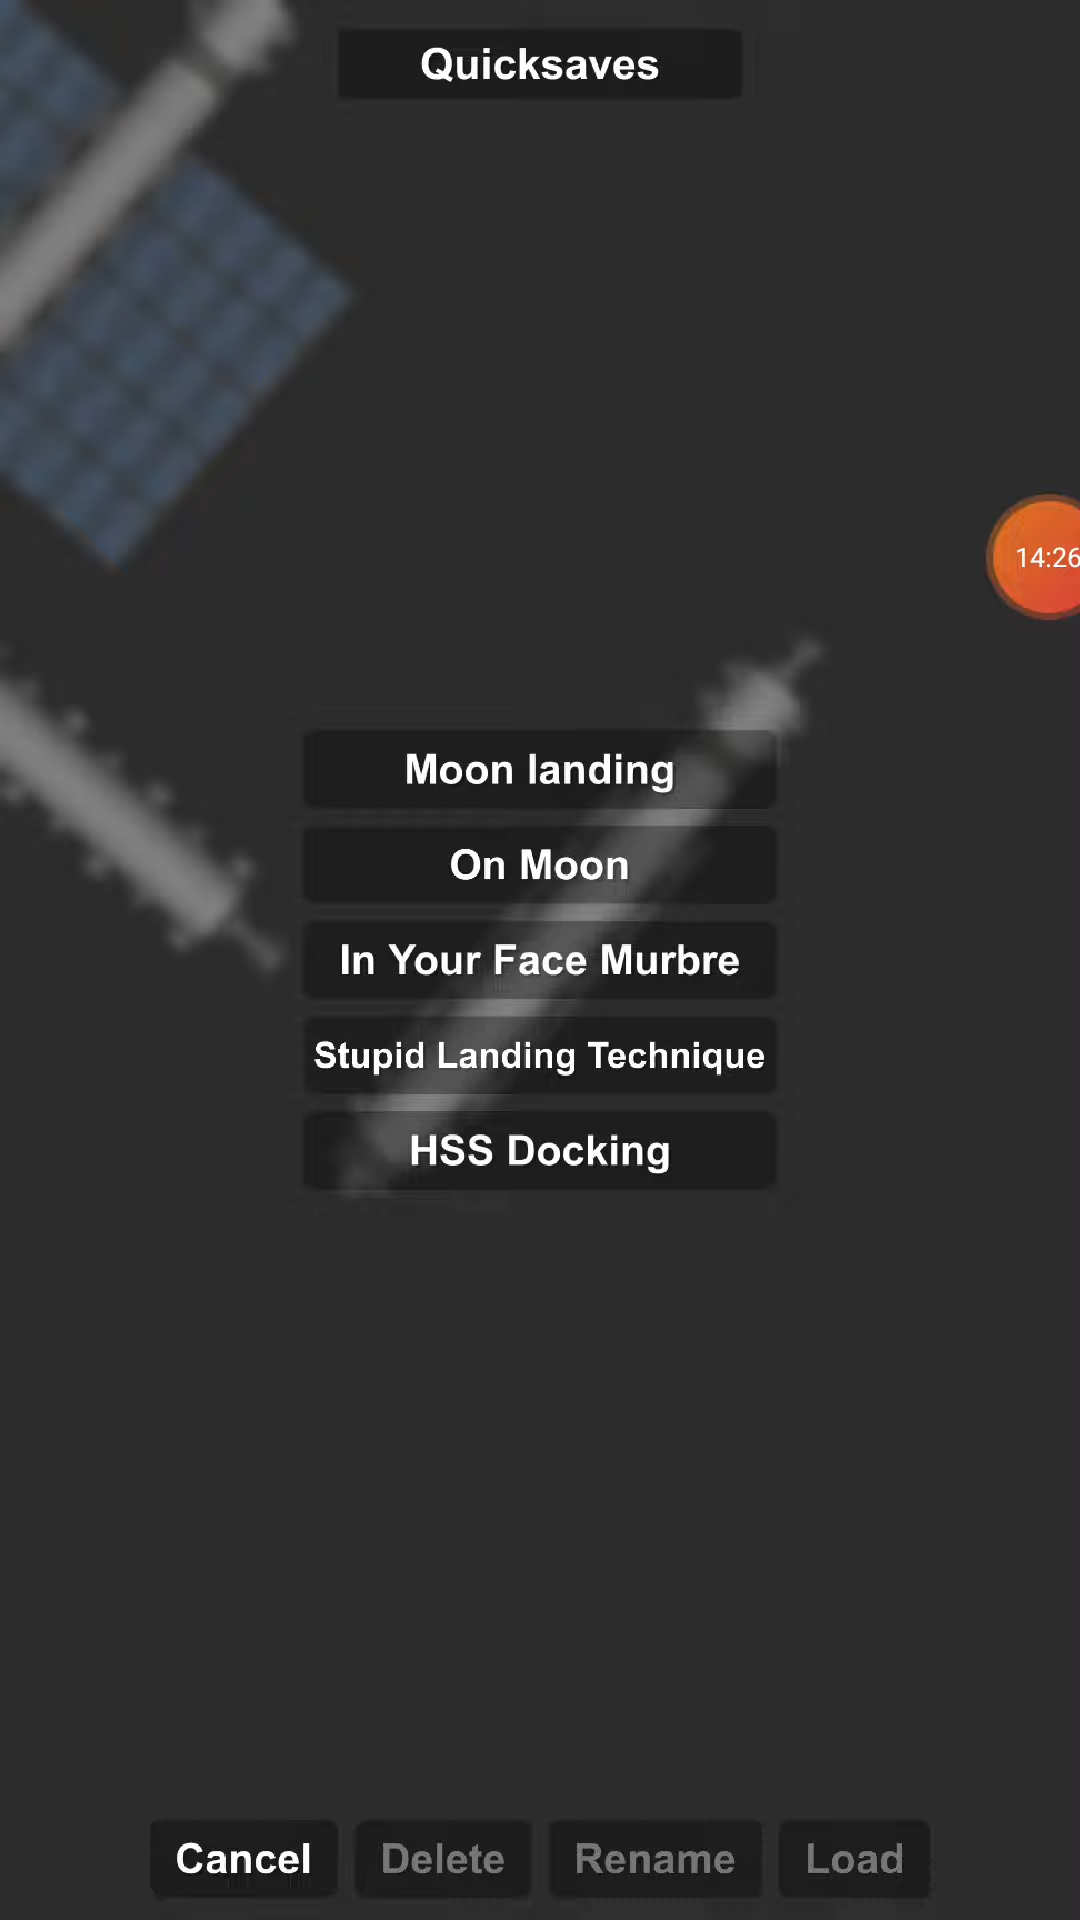 Quicksaves
14:26
Moon landing
On Moon
In Your Face Murbre
Stupid Landing Technique
HSS Docking
Cancel
Delete
Rename
Load